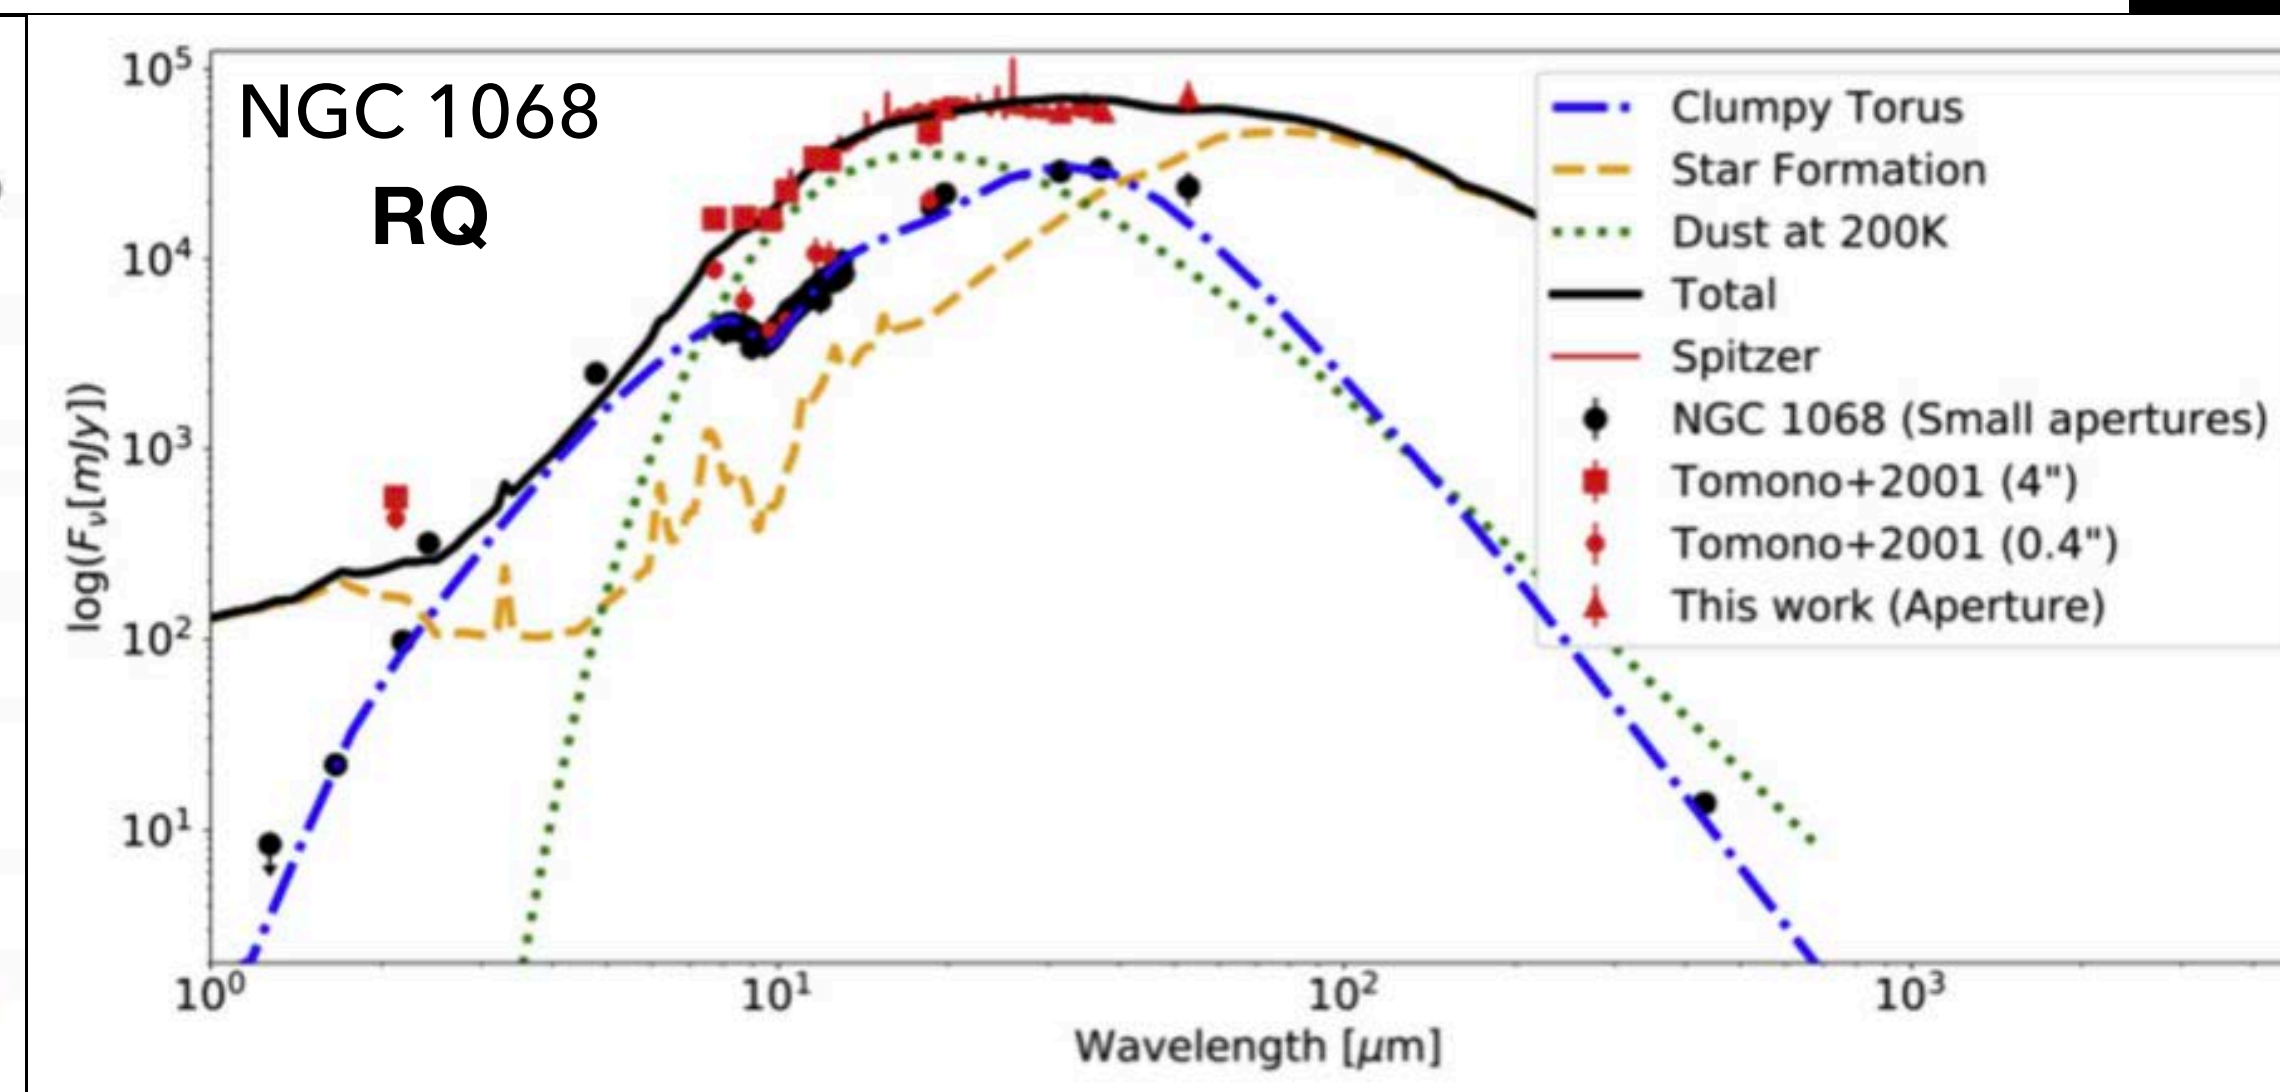 NGC 1068
RQ
10⁵
10⁴
10³
10²
10¹
log(Fν[mJy])
10⁰
10¹
10²
10³
Wavelength [μm]
Clumpy Torus
Star Formation
Dust at 200K
Total
Spitzer
NGC 1068 (Small apertures)
Tomono+2001 (4")
Tomono+2001 (0.4")
This work (Aperture)